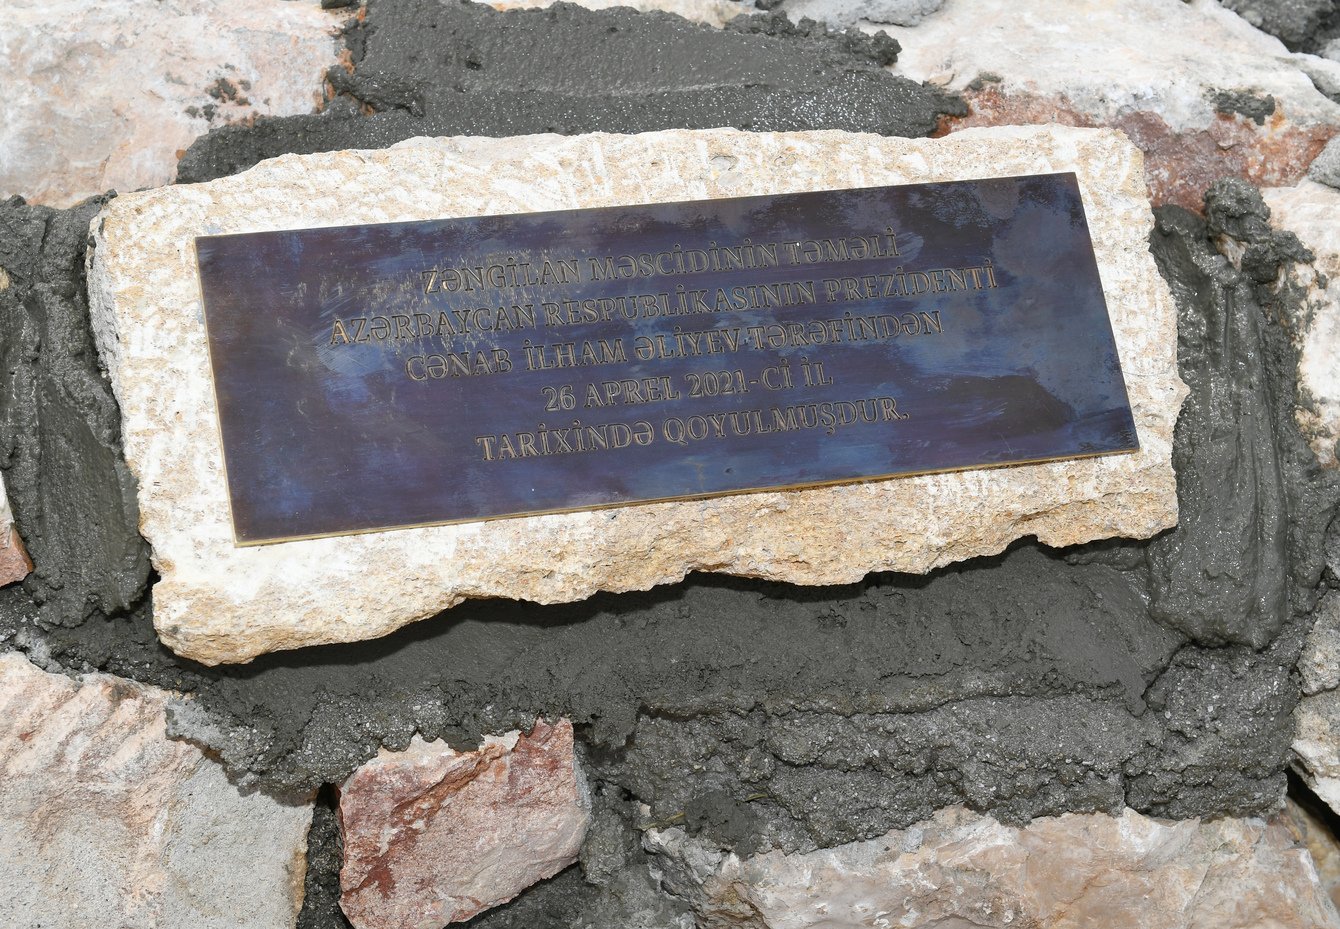 ZƏNGİLAN MƏSCİDİNİN TƏMƏLİ
AZƏRBAYCAN RESPUBLİKASININ PREZİDENTİ
CƏNAB İLHAM ƏLİYEV TƏRƏFİNDƏN
26 APREL 2021-Cİ İL
TARİXİNDƏ QOYULMUŞDUR.